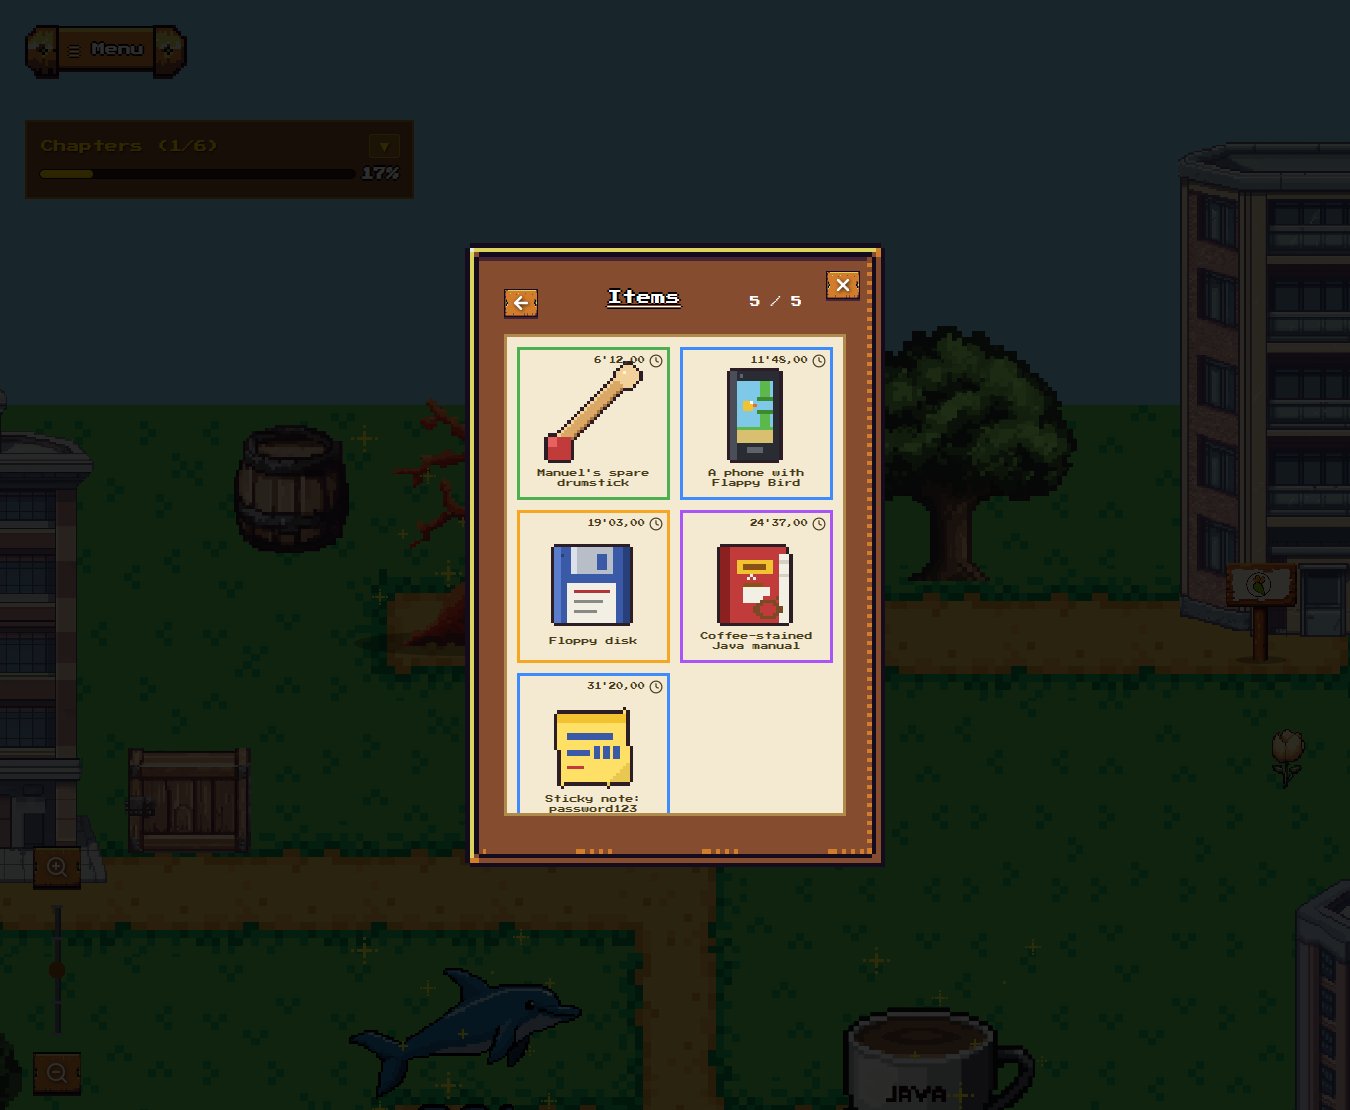 ≡ Menu
Chapters (1/6)
▼
17%
Items
5 / 5
6'12,00
Manuel's spare
drumstick
11'48,00
A phone with
Flappy Bird
19'03,00
Floppy disk
24'37,00
Coffee-stained
Java manual
31'20,00
Sticky note:
password123
JAVA